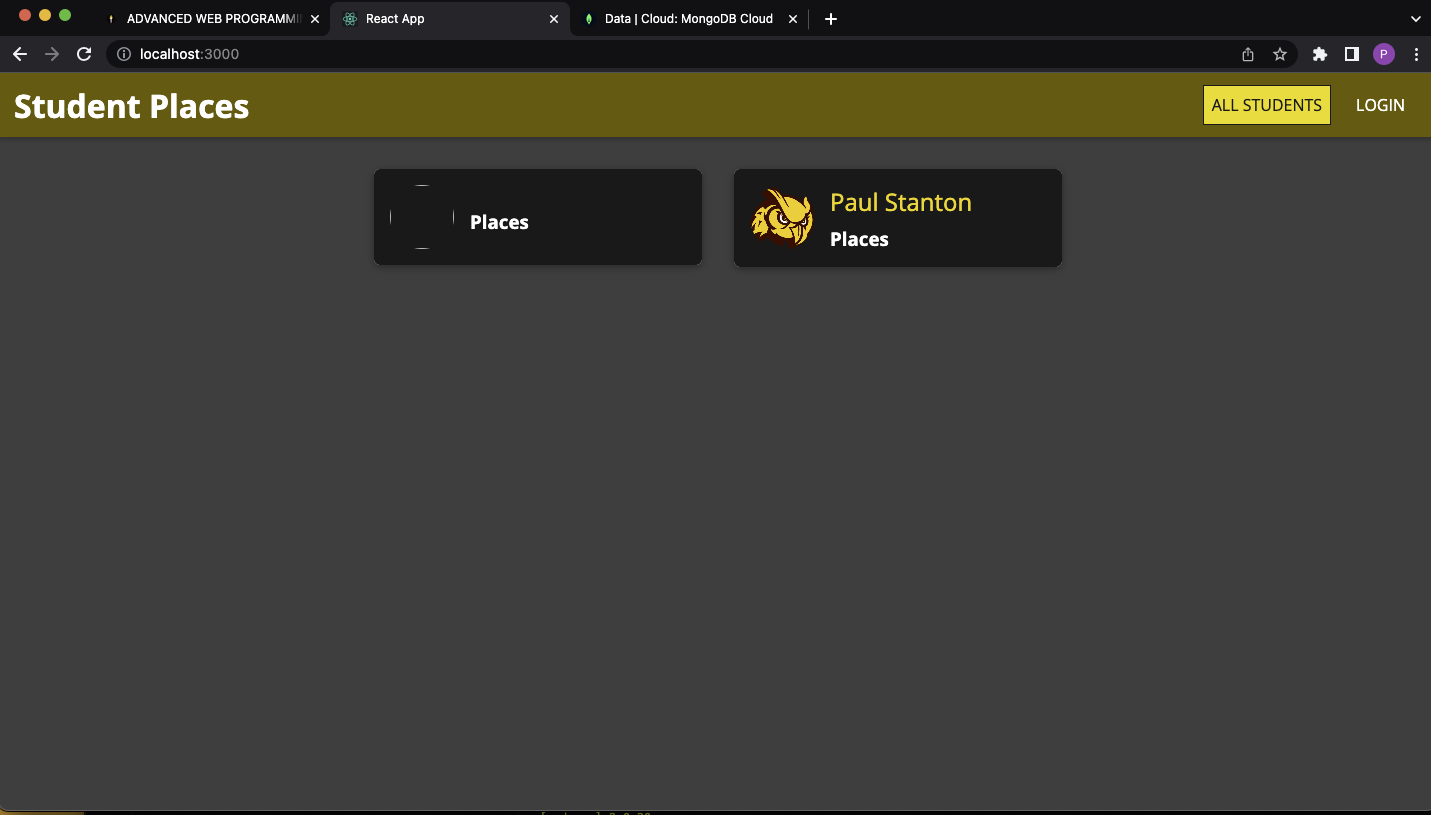 ADVANCED WEB PROGRAMMI
React App
Data | Cloud: MongoDB Cloud
localhost:3000
P
Student Places
ALL STUDENTS
LOGIN
Places
Paul Stanton
Places